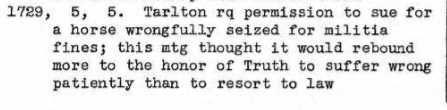 1729, 5, 5. Tarlton rq permission to sue for
a horse wrongfully seized for militia
fines; this mtg thought it would rebound
more to the honor of Truth to suffer wrong
patiently than to resort to law